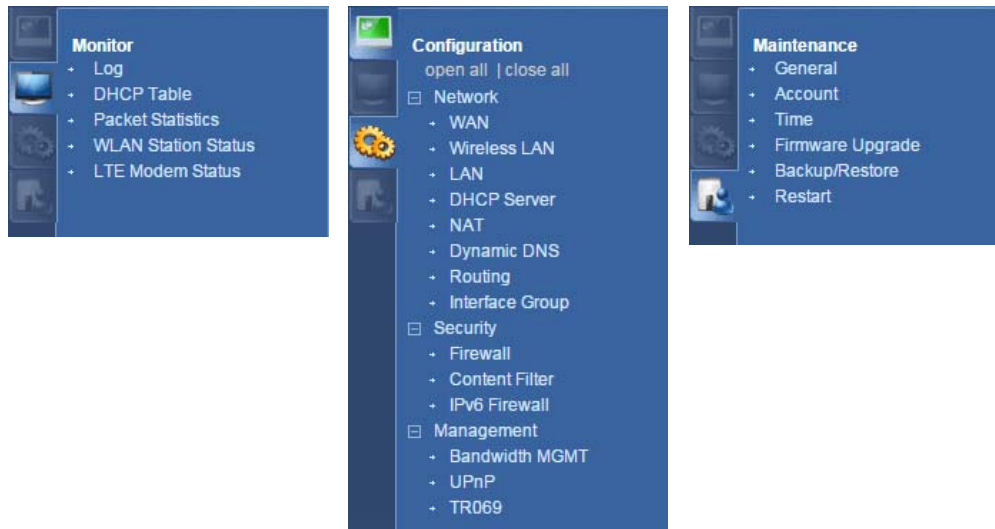 Monitor
Log
DHCP Table
Packet Statistics
WLAN Station Status
LTE Modem Status
Configuration
open all | close all
Network
WAN
Wireless LAN
LAN
DHCP Server
NAT
Dynamic DNS
Routing
Interface Group
Security
Firewall
Content Filter
IPv6 Firewall
Management
Bandwidth MGMT
UPnP
TR069
Maintenance
General
Account
Time
Firmware Upgrade
Backup/Restore
Restart